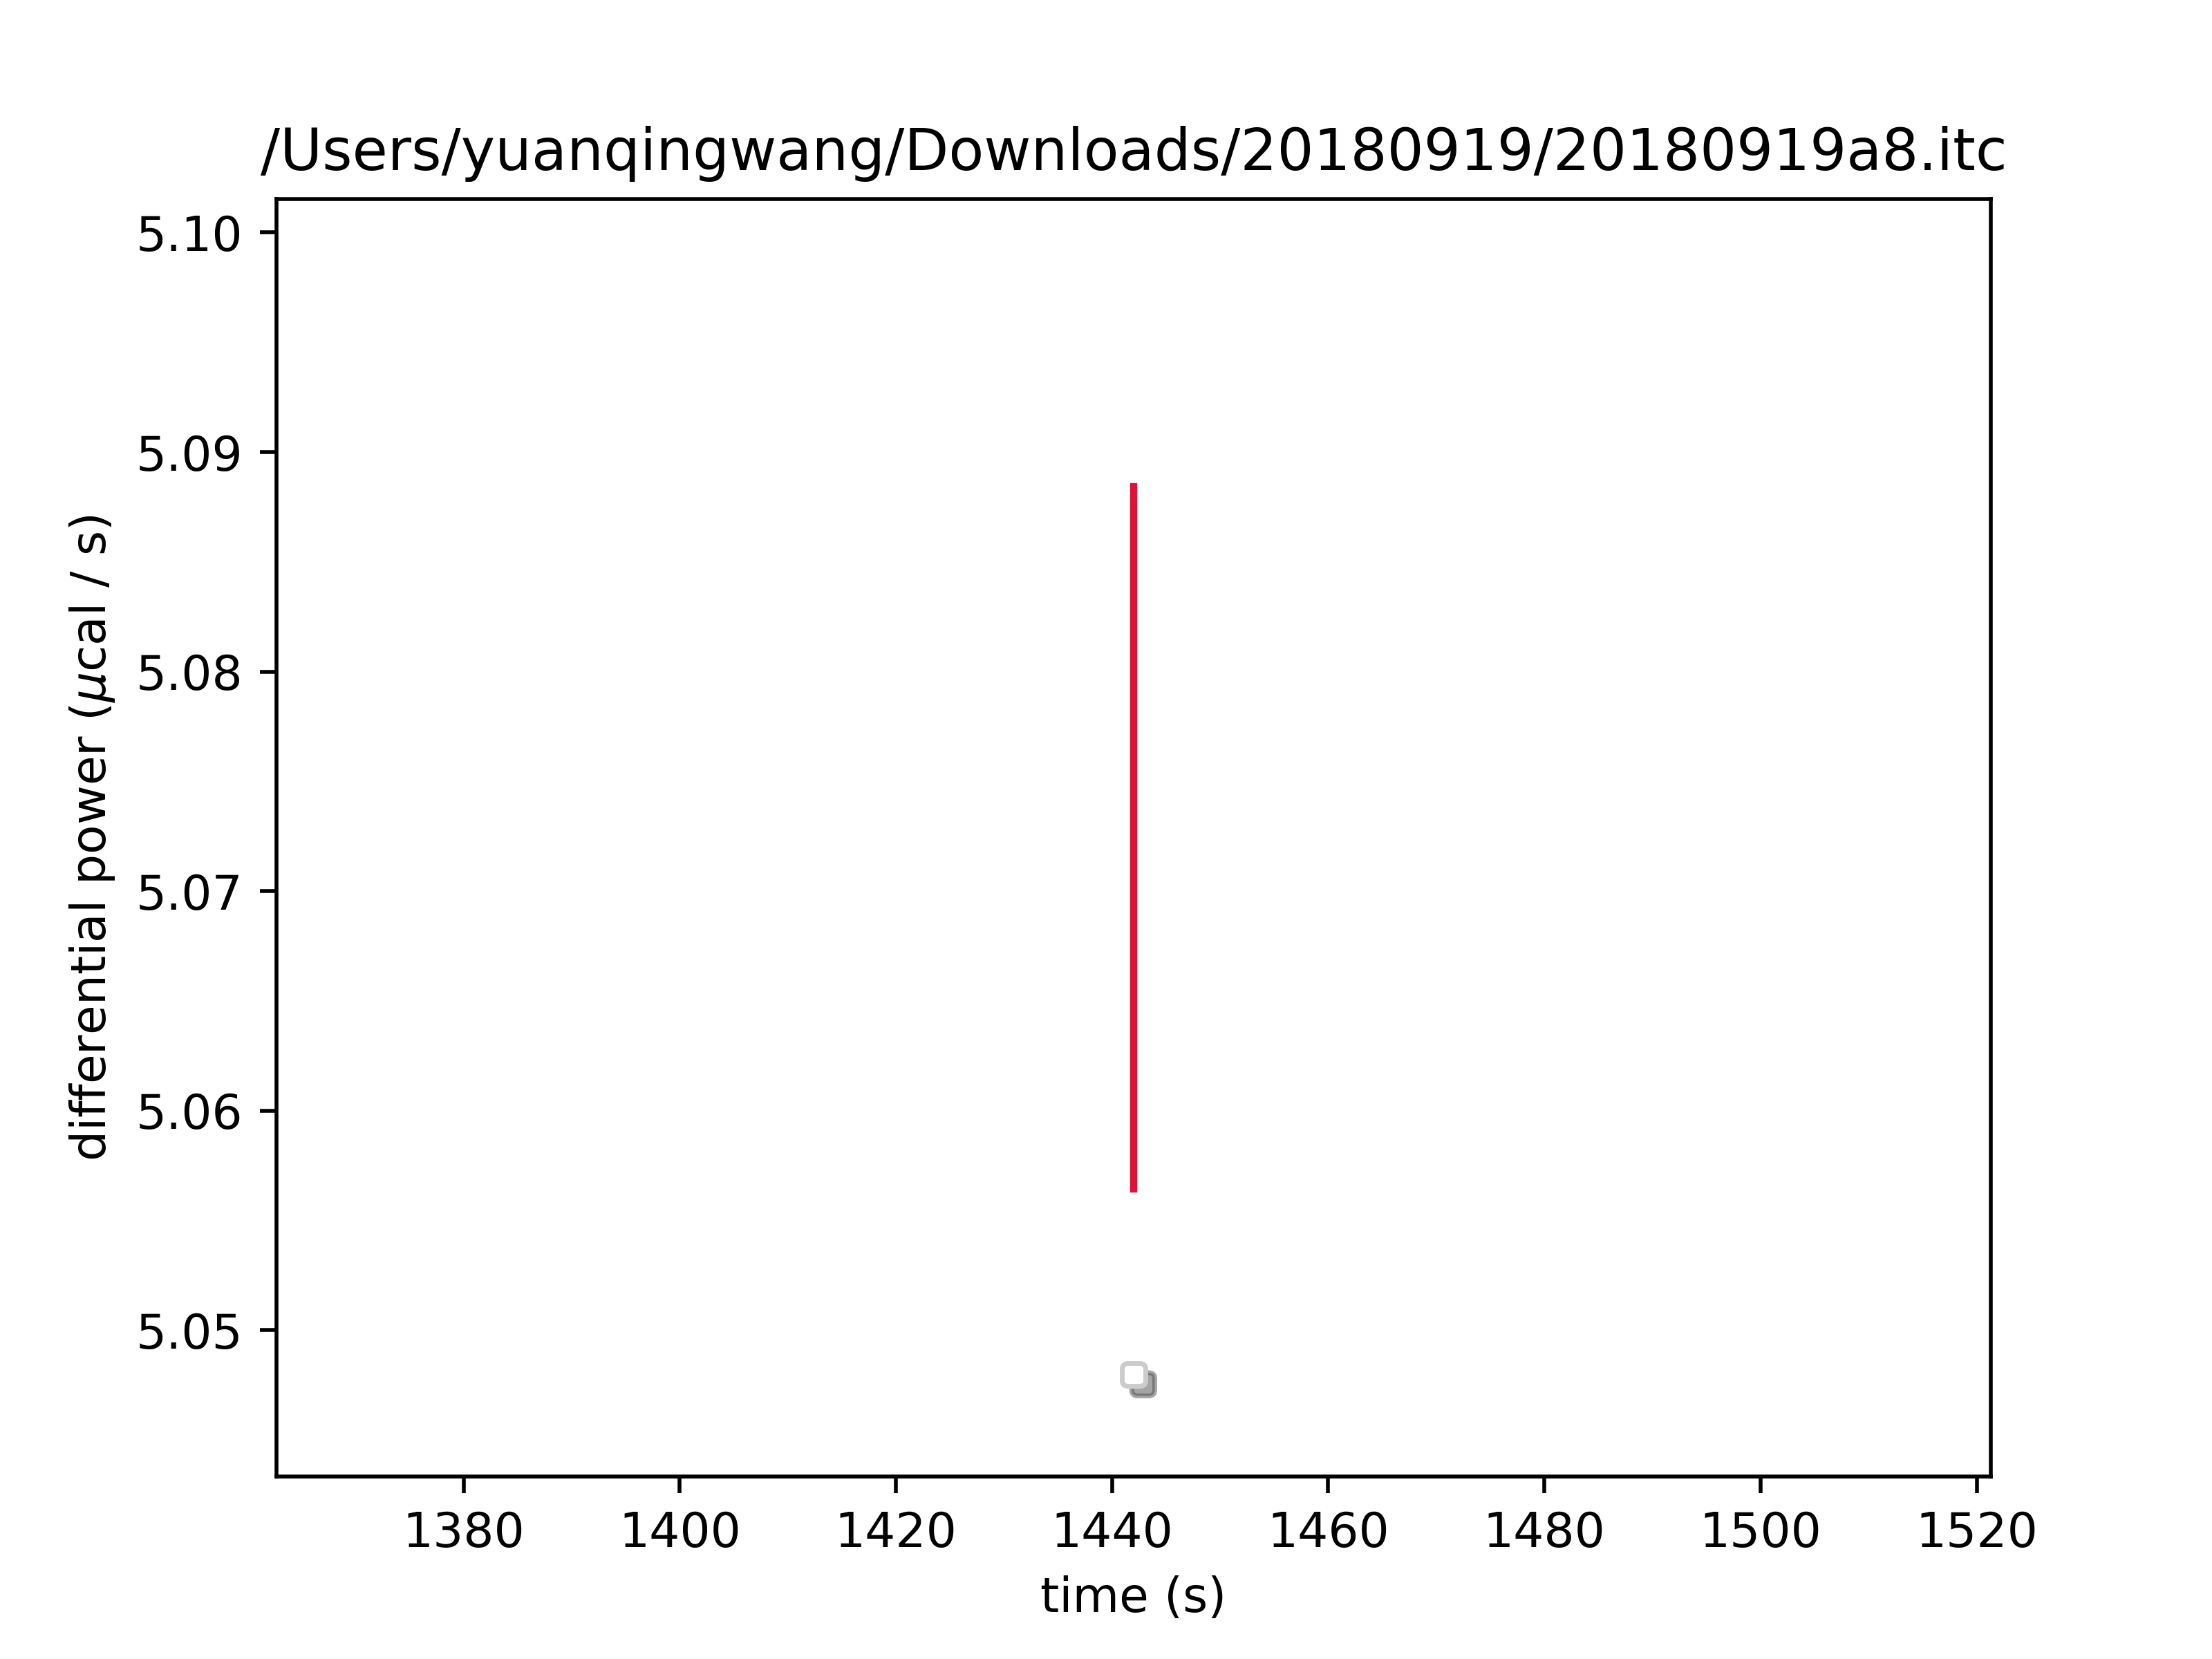 /Users/yuanqingwang/Downloads/20180919/20180919a8.itc
5.10
5.09
5.08
5.07
5.06
5.05
differential power (μcal / s)
1380 1400 1420 1440 1460 1480 1500 1520
time (s)